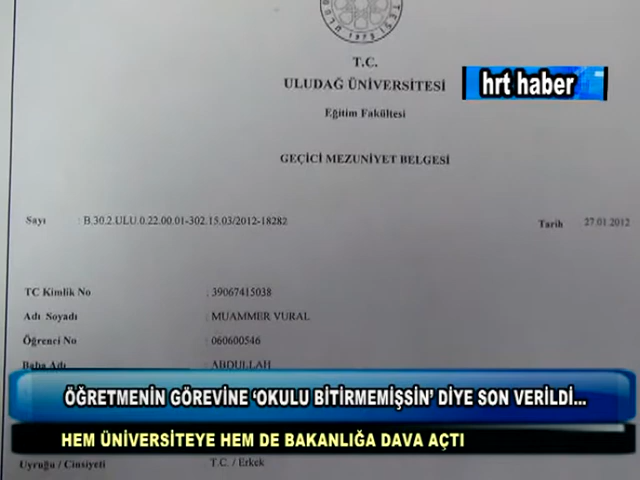 1975
T.C.
ULUDAĞ ÜNİVERSİTESİ
hrt haber
Eğitim Fakültesi
GEÇİCİ MEZUNİYET BELGESİ
Sayı : B.30.2.ULU.0.22.00.01-302.15.03/2012-18282
Tarih : 27.01.2012
TC Kimlik No : 39067415038
Adı Soyadı : MUAMMER VURAL
Öğrenci No : 060600546
Baba Adı : ABDULLAH
ÖĞRETMENİN GÖREVİNE ‘OKULU BİTİRMEMİŞSİN’ DİYE SON VERİLDİ...
HEM ÜNİVERSİTEYE HEM DE BAKANLIĞA DAVA AÇTI
Uyruğu / Cinsiyeti : T.C. / Erkek